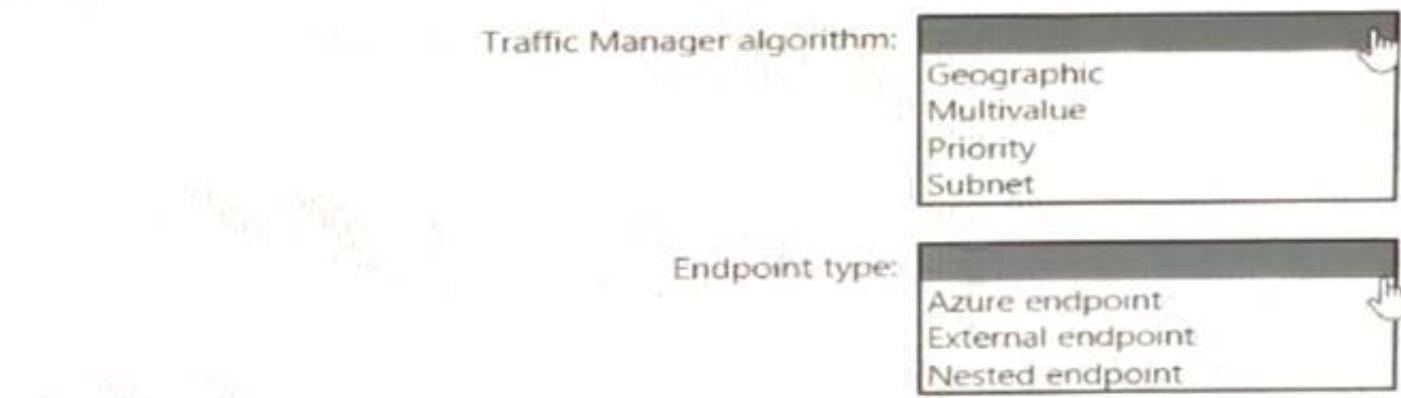 Traffic Manager algorithm:
Geographic
Multivalue
Priority
Subnet
Endpoint type:
Azure endpoint
External endpoint
Nested endpoint